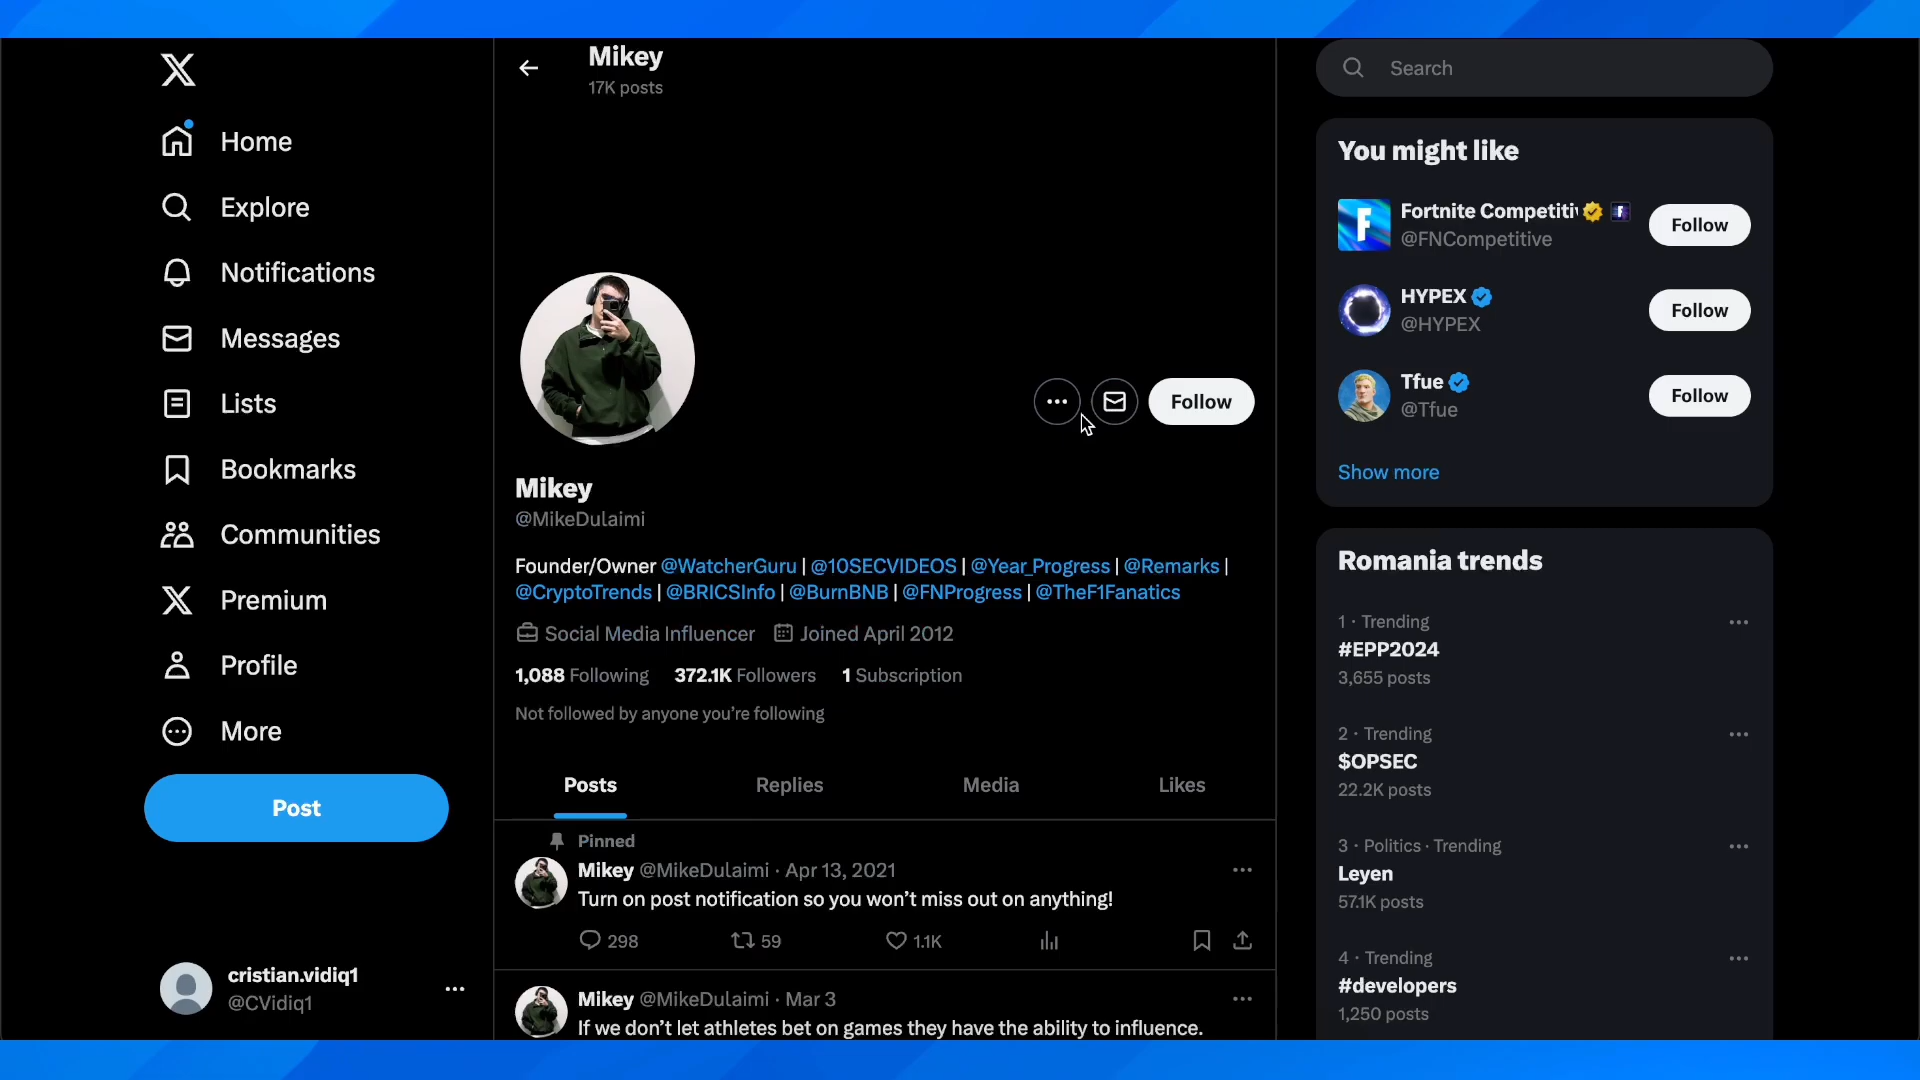 Home
Explore
Notifications
Messages
Lists
Bookmarks
Communities
Premium
Profile
More
Post
cristian.vidiq1
@CVidiq1
Mikey
17K posts
Follow
Mikey
@MikeDulaimi
Founder/Owner @WatcherGuru | @10SECVIDEOS | @Year_Progress | @Remarks |
@CryptoTrends | @BRICSInfo | @BurnBNB | @FNProgress | @TheF1Fanatics
Social Media Influencer Joined April 2012
1,088 Following 372.1K Followers 1 Subscription
Not followed by anyone you're following
Posts Replies Media Likes
Pinned
Mikey @MikeDulaimi · Apr 13, 2021
Turn on post notification so you won't miss out on anything!
298 59 1.1K
Mikey @MikeDulaimi · Mar 3
If we don't let athletes bet on games they have the ability to influence.
Search
You might like
Fortnite Competiti
@FNCompetitive
Follow
HYPEX
@HYPEX
Follow
Tfue
@Tfue
Follow
Show more
Romania trends
1 · Trending
#EPP2024
3,655 posts
2 · Trending
$OPSEC
22.2K posts
3 · Politics · Trending
Leyen
57.1K posts
4 · Trending
#developers
1,250 posts